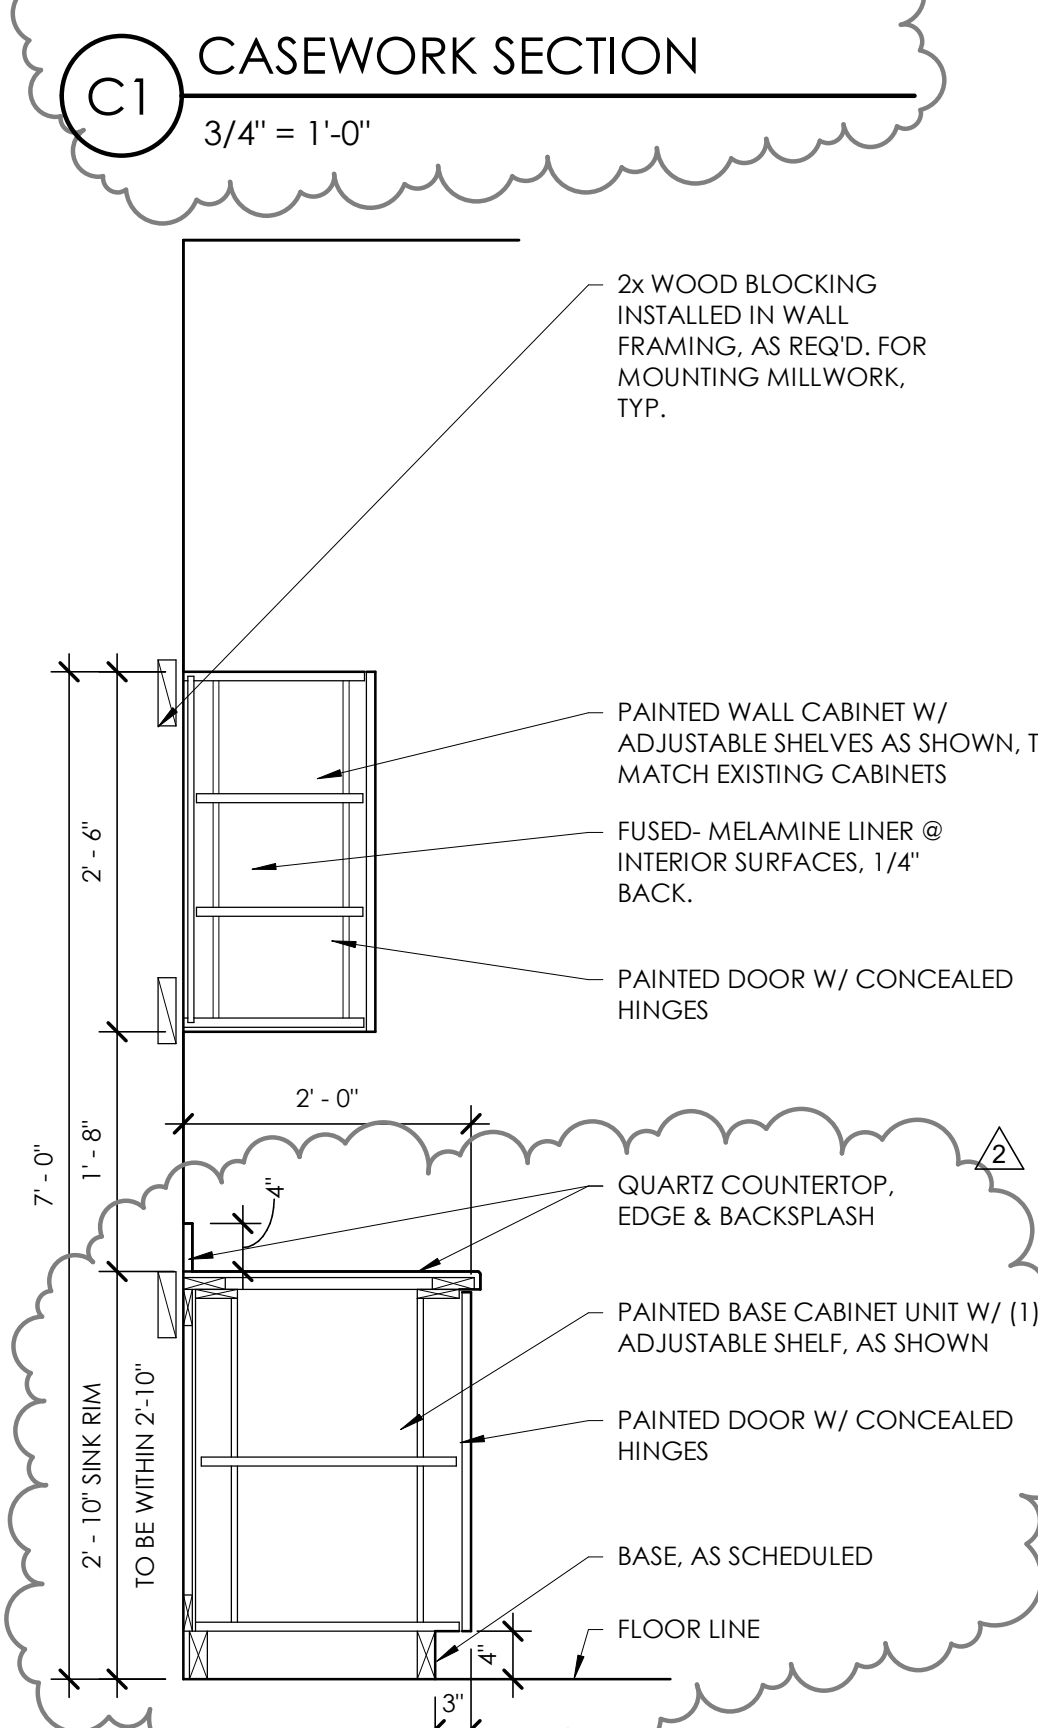 C1
CASEWORK SECTION
3/4" = 1'-0"
2x WOOD BLOCKING
INSTALLED IN WALL
FRAMING, AS REQ'D. FOR
MOUNTING MILLWORK,
TYP.
PAINTED WALL CABINET W/
ADJUSTABLE SHELVES AS SHOWN, T
MATCH EXISTING CABINETS
FUSED- MELAMINE LINER @
INTERIOR SURFACES, 1/4"
BACK.
PAINTED DOOR W/ CONCEALED
HINGES
2' - 6"
1' - 8"
7' - 0"
2' - 0"
4"
2
QUARTZ COUNTERTOP,
EDGE & BACKSPLASH
PAINTED BASE CABINET UNIT W/ (1)
ADJUSTABLE SHELF, AS SHOWN
PAINTED DOOR W/ CONCEALED
HINGES
2' - 10" SINK RIM
TO BE WITHIN 2'-10"
BASE, AS SCHEDULED
FLOOR LINE
4"
3"